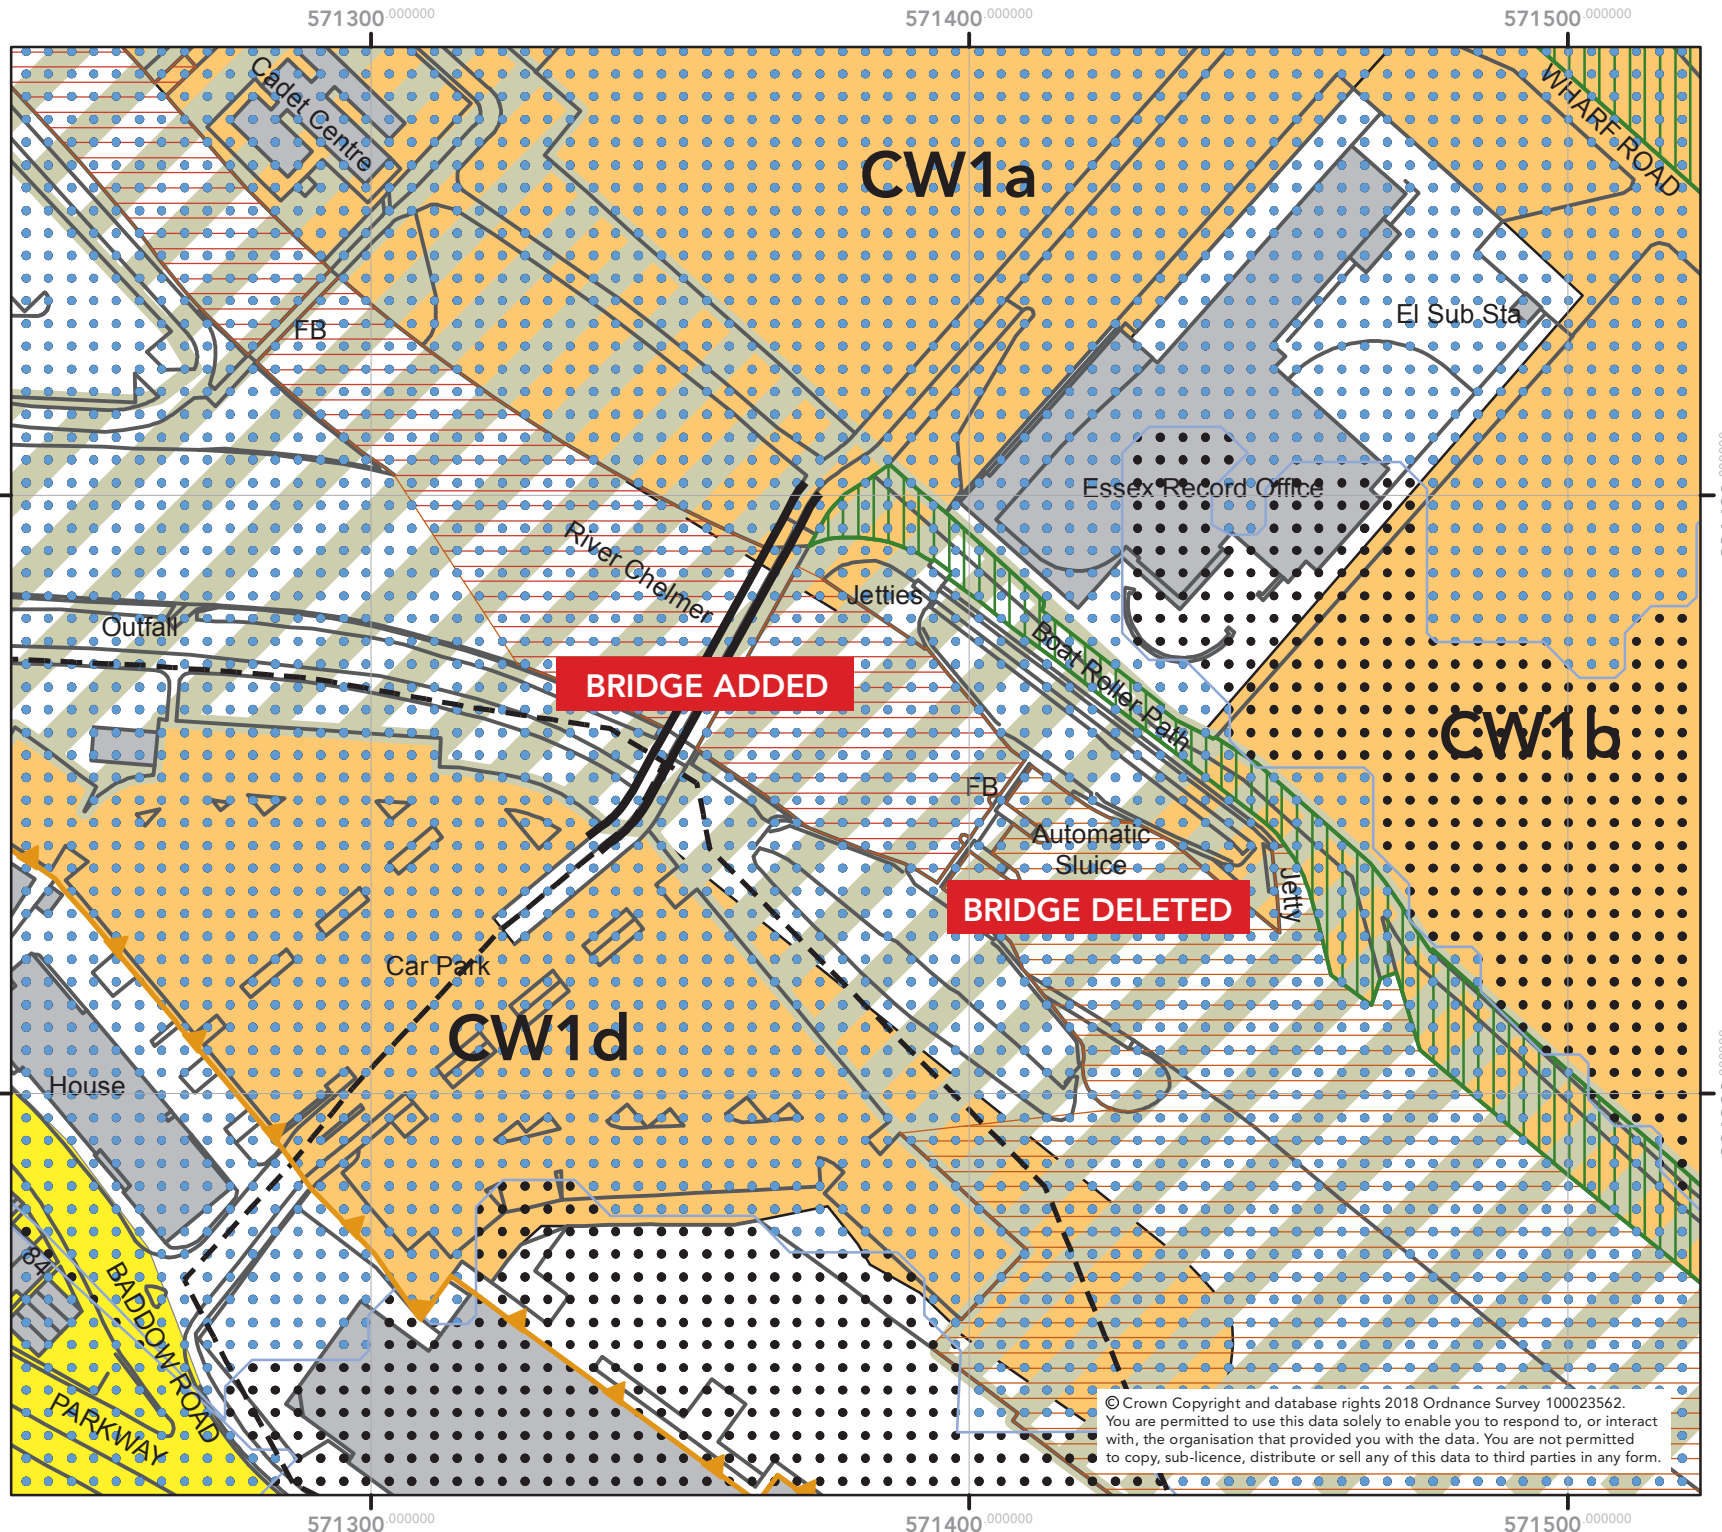 571300.000000
571400.000000
571500.000000
Cadet Centre
WHARF ROAD
CW1a
El Sub Sta
FB
Essex Record Office
River Chelmer
Jetties
Outfall
Boat Roller Path
BRIDGE ADDED
CW1b
FB
Automatic
Sluice
Jetty
BRIDGE DELETED
Car Park
CW1d
House
84
BADDOW ROAD
PARKWAY
© Crown Copyright and database rights 2018 Ordnance Survey 100023562.
You are permitted to use this data solely to enable you to respond to, or interact
with, the organisation that provided you with the data. You are not permitted
to copy, sub-licence, distribute or sell any of this data to third parties in any form.
571300.000000
571400.000000
571500.000000